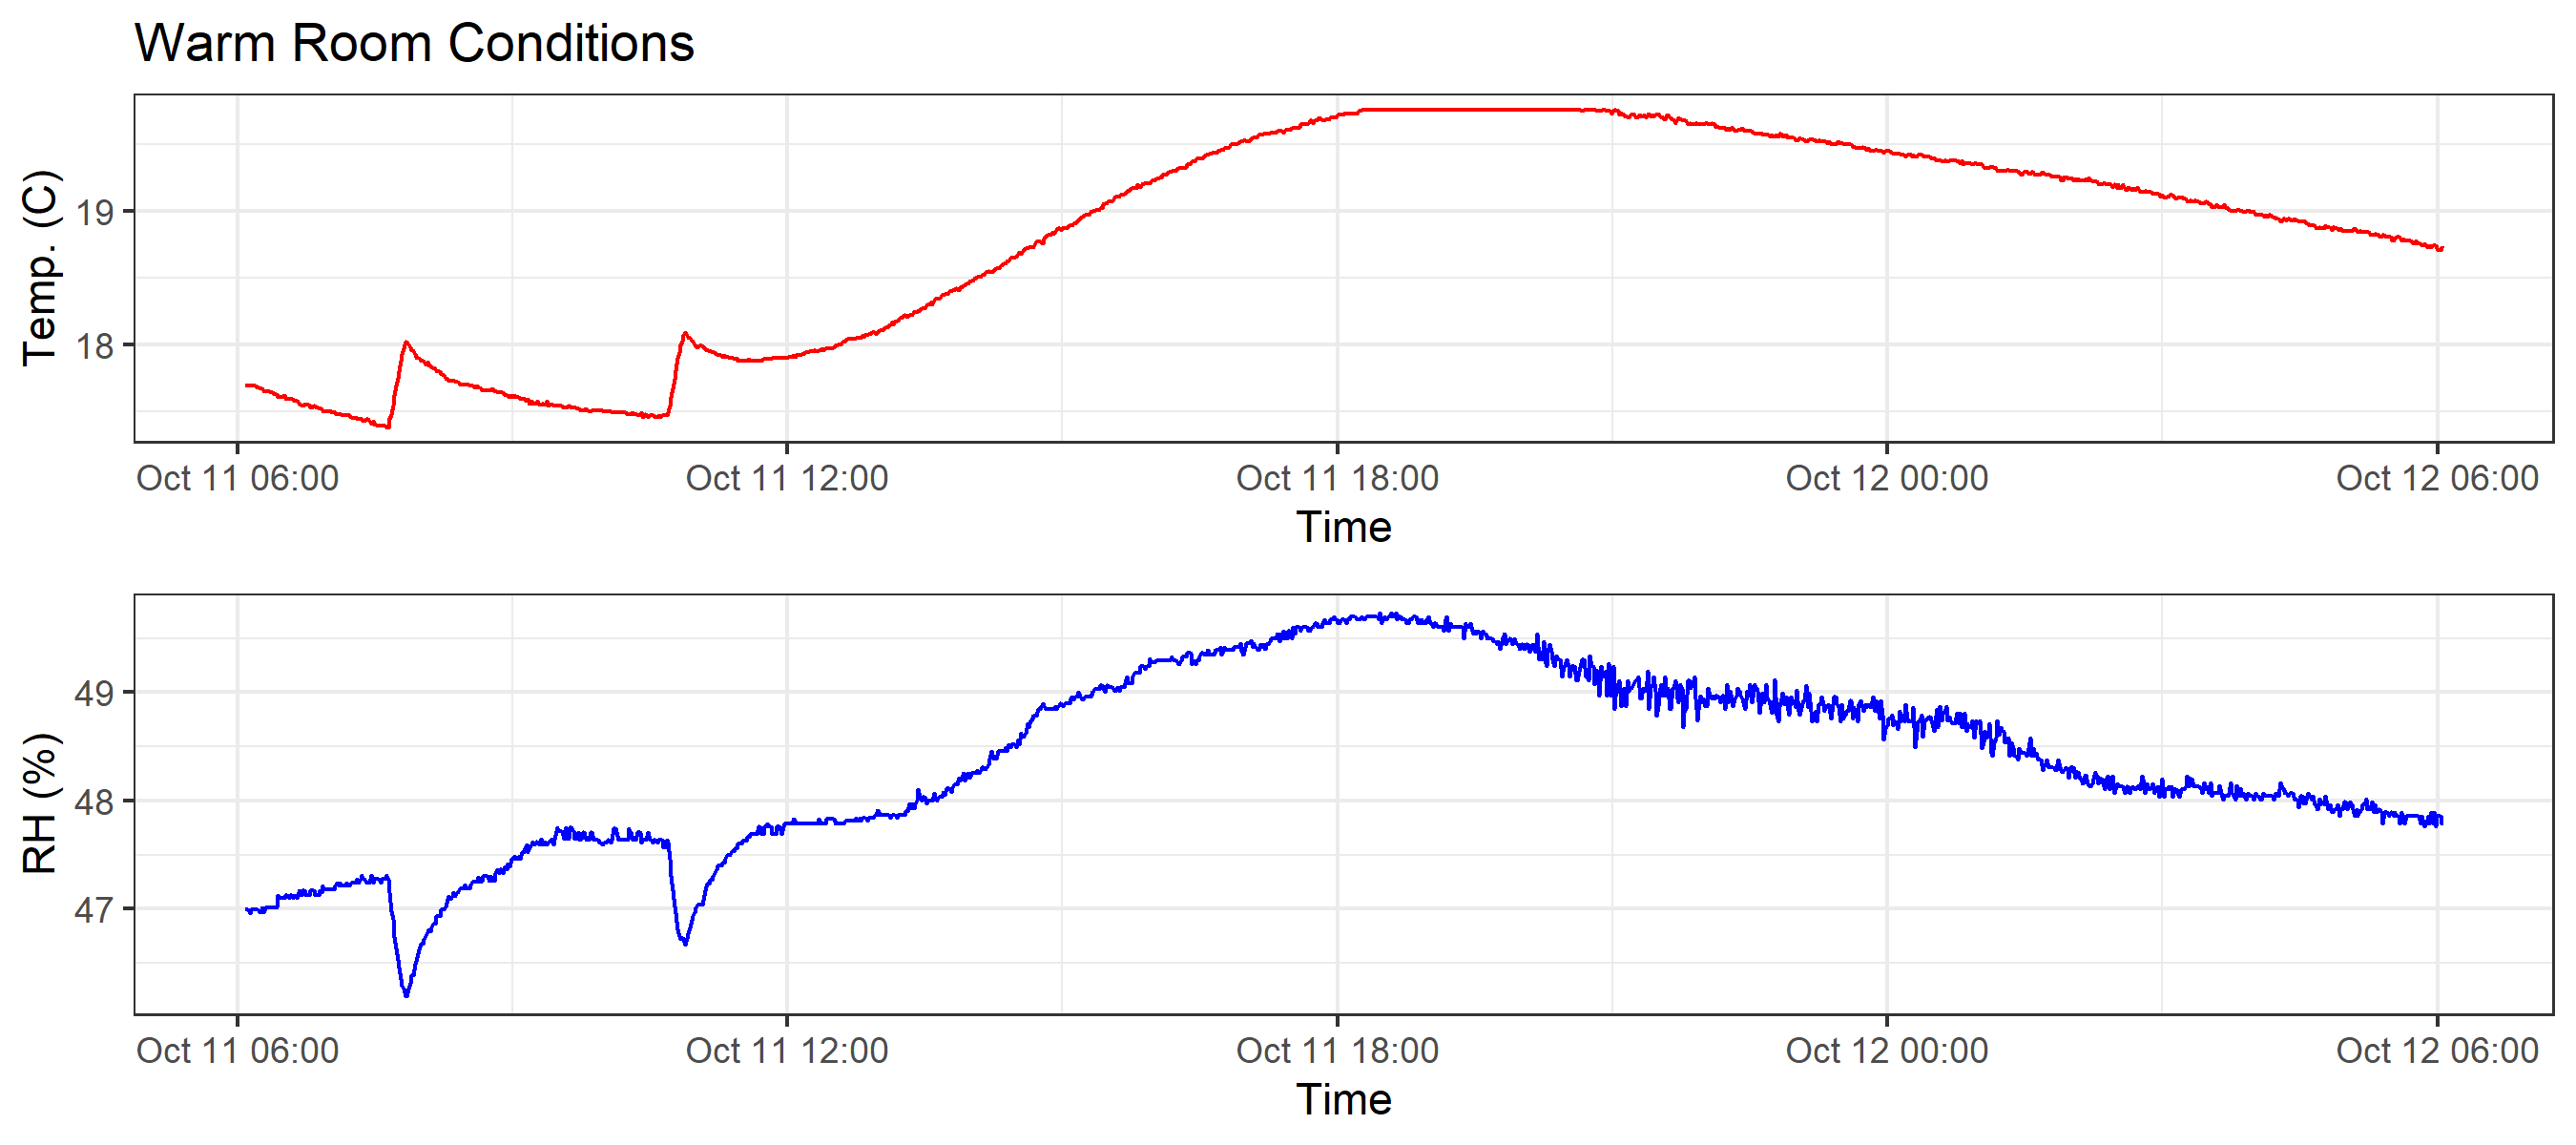 Warm Room Conditions
Temp. (C)
19
18
Oct 11 06:00 Oct 11 12:00 Oct 11 18:00 Oct 12 00:00 Oct 12 06:00
Time
RH (%)
49
48
47
Oct 11 06:00 Oct 11 12:00 Oct 11 18:00 Oct 12 00:00 Oct 12 06:00
Time